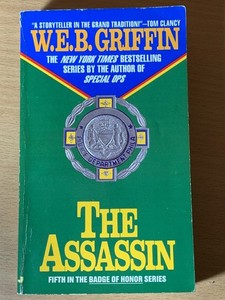 "A STORYTELLER IN THE GRAND TRADITION!"—TOM CLANCY
W.E.B. GRIFFIN
THE NEW YORK TIMES BESTSELLING
SERIES BY THE AUTHOR OF
SPECIAL OPS
THE
ASSASSIN
FIFTH IN THE BADGE OF HONOR SERIES